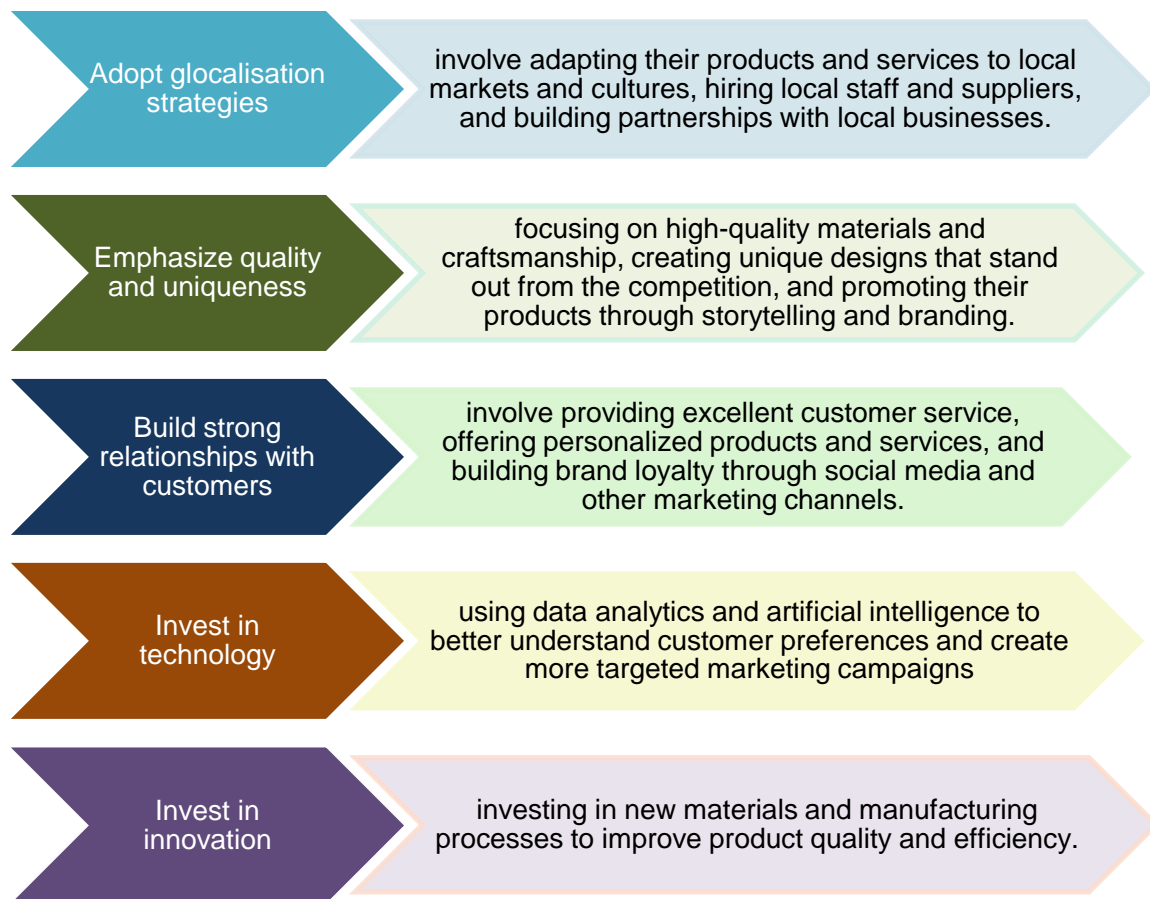 Adopt glocalisation
strategies
involve adapting their products and services to local
markets and cultures, hiring local staff and suppliers,
and building partnerships with local businesses.
Emphasize quality
and uniqueness
focusing on high-quality materials and
craftsmanship, creating unique designs that stand
out from the competition, and promoting their
products through storytelling and branding.
Build strong
relationships with
customers
involve providing excellent customer service,
offering personalized products and services, and
building brand loyalty through social media and
other marketing channels.
Invest in
technology
using data analytics and artificial intelligence to
better understand customer preferences and create
more targeted marketing campaigns
Invest in
innovation
investing in new materials and manufacturing
processes to improve product quality and efficiency.